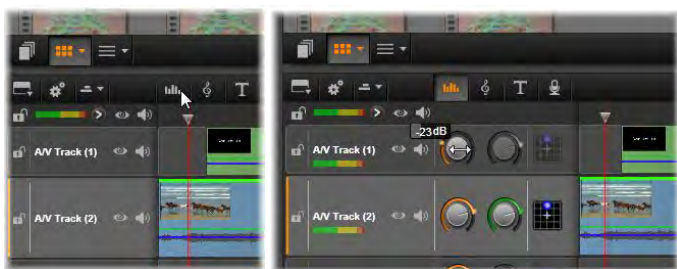 T
T
-23dB
A/V Track (1)
A/V Track (1)
A/V Track (2)
A/V Track (2)